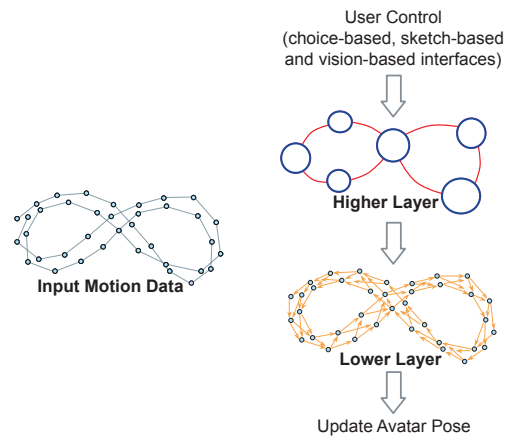 User Control
(choice-based, sketch-based
and vision-based interfaces)
Higher Layer
Input Motion Data
Lower Layer
Update Avatar Pose